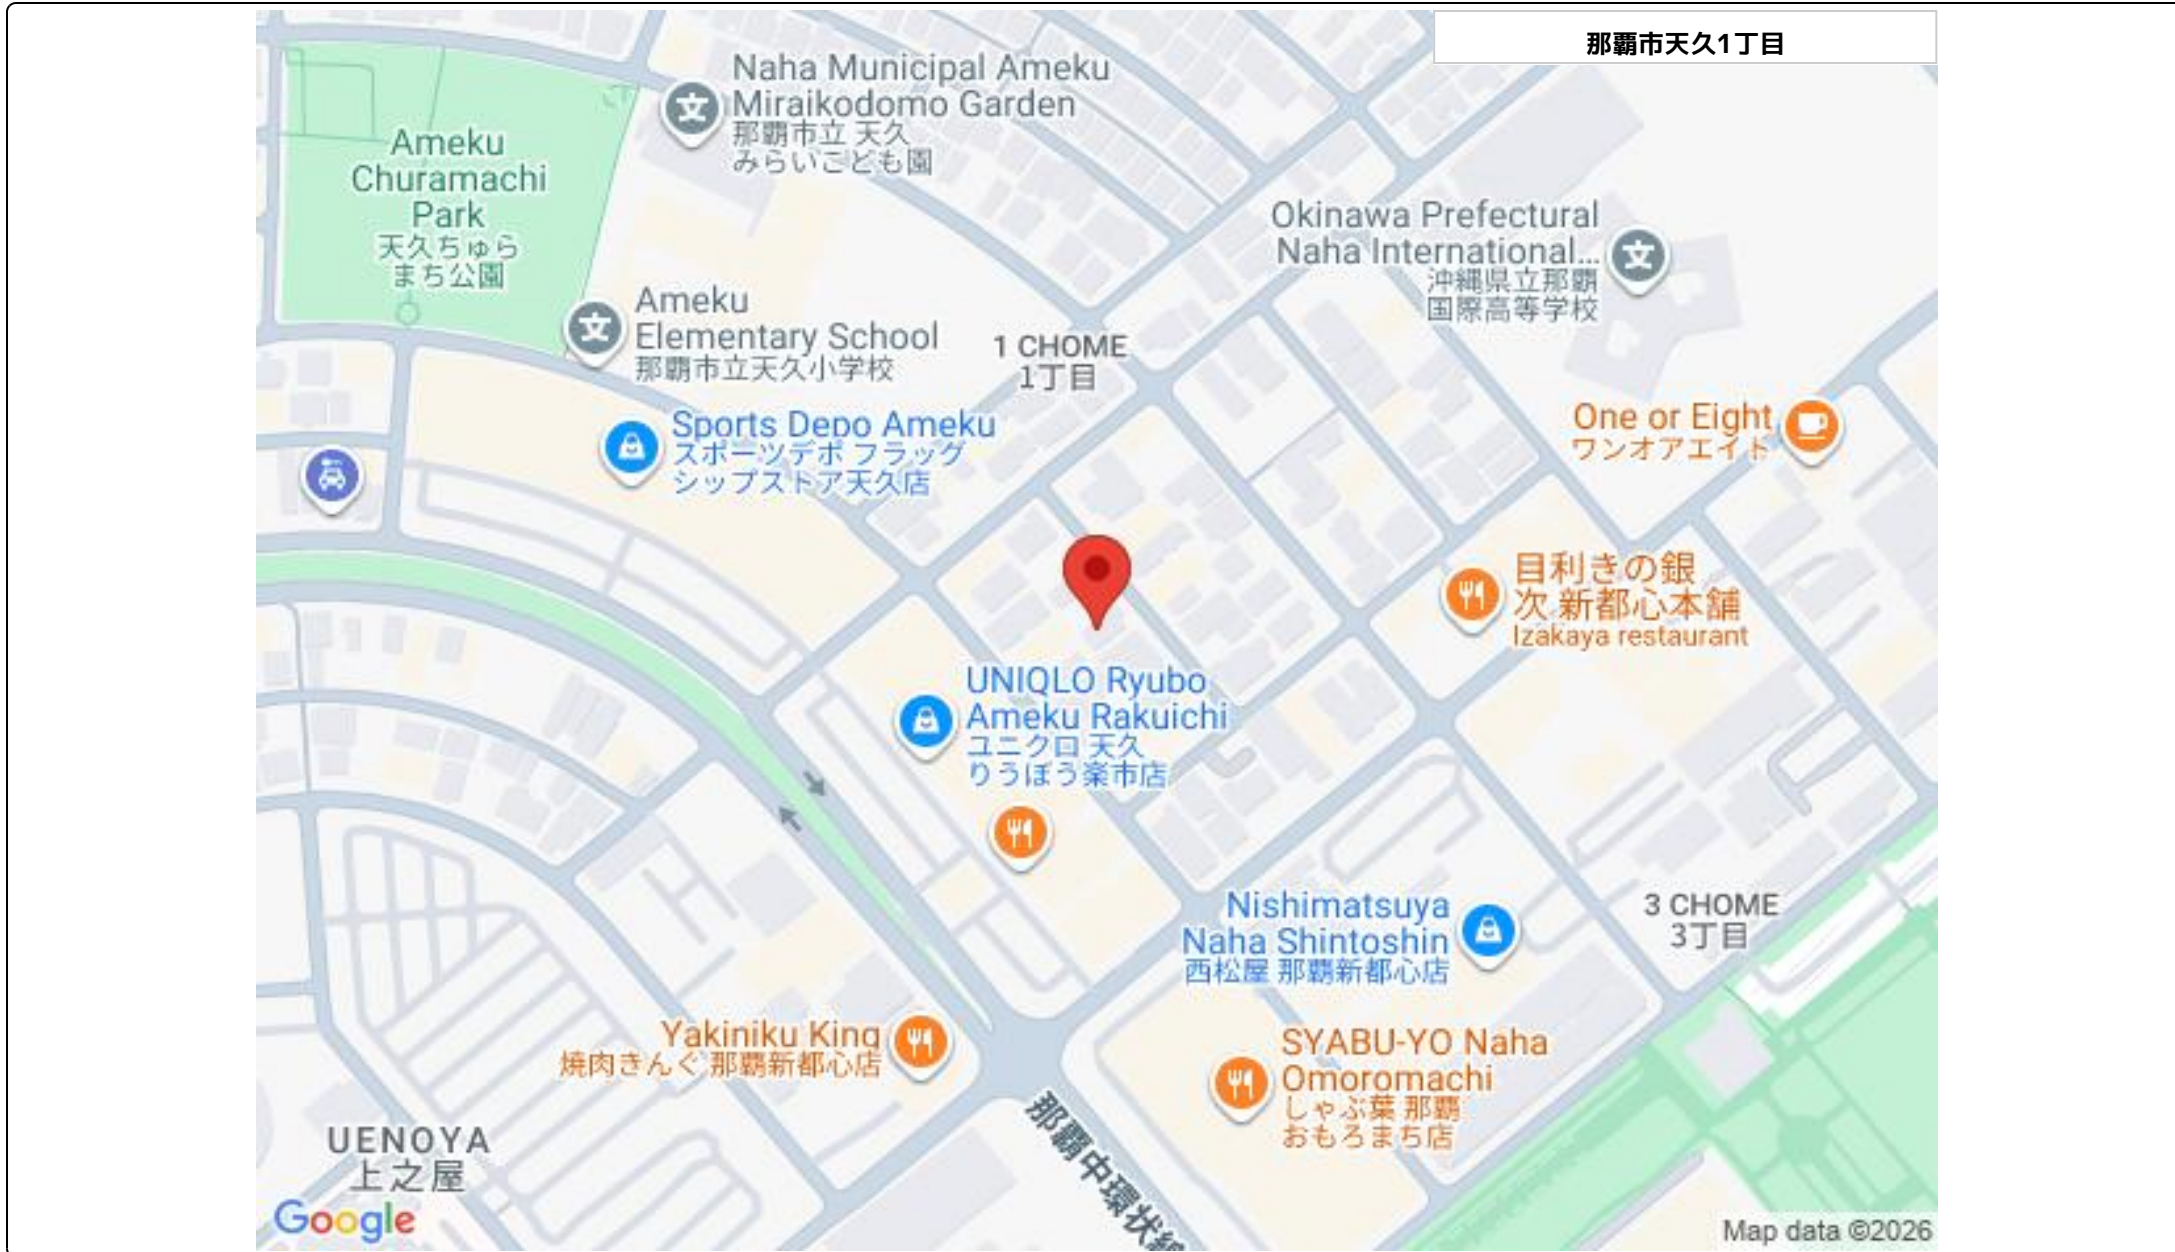 那覇市天久1丁目
Naha Municipal Ameku
Miraikodomo Garden
那覇市立 天久
みらいこども園
Ameku
Churamachi
Park
天久ちゅら
まち公園
Okinawa Prefectural
Naha International...
沖縄県立那覇
国際高等学校
Ameku
Elementary School
那覇市立天久小学校
1 CHOME
1丁目
Sports Depo Ameku
スポーツデポ フラッグ
シップストア天久店
One or Eight
ワンオアエイト
目利きの銀
次 新都心本舗
Izakaya restaurant
UNIQLO Ryubo
Ameku Rakuichi
ユニクロ 天久
りうぼう楽市店
Nishimatsuya
Naha Shintoshin
西松屋 那覇新都心店
3 CHOME
3丁目
Yakiniku King
焼肉きんぐ 那覇新都心店
SYABU-YO Naha
Omoromachi
しゃぶ葉 那覇
おもろまち店
那覇中環状線
UENOYA
上之屋
Google
Map data ©2026